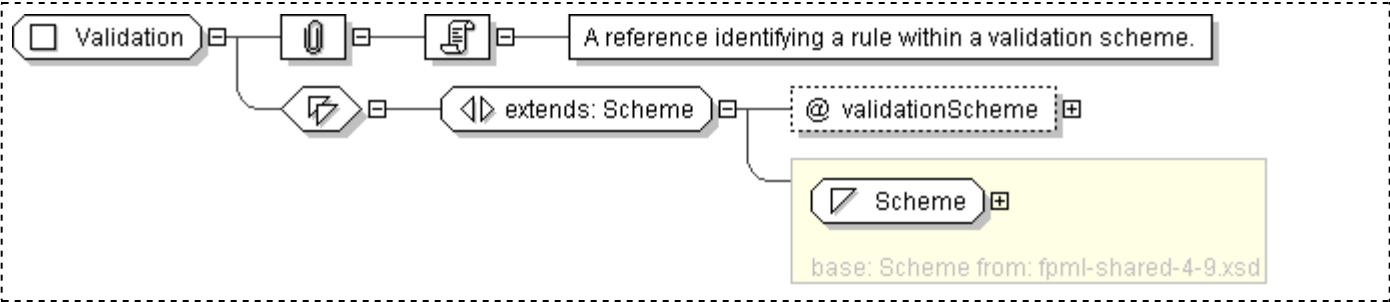 Validation
A reference identifying a rule within a validation scheme.
extends: Scheme
@ validationScheme
Scheme
base: Scheme from: fpml-shared-4-9.xsd